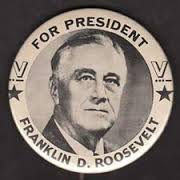 FOR PRESIDENT
FRANKLIN D. ROOSEVELT